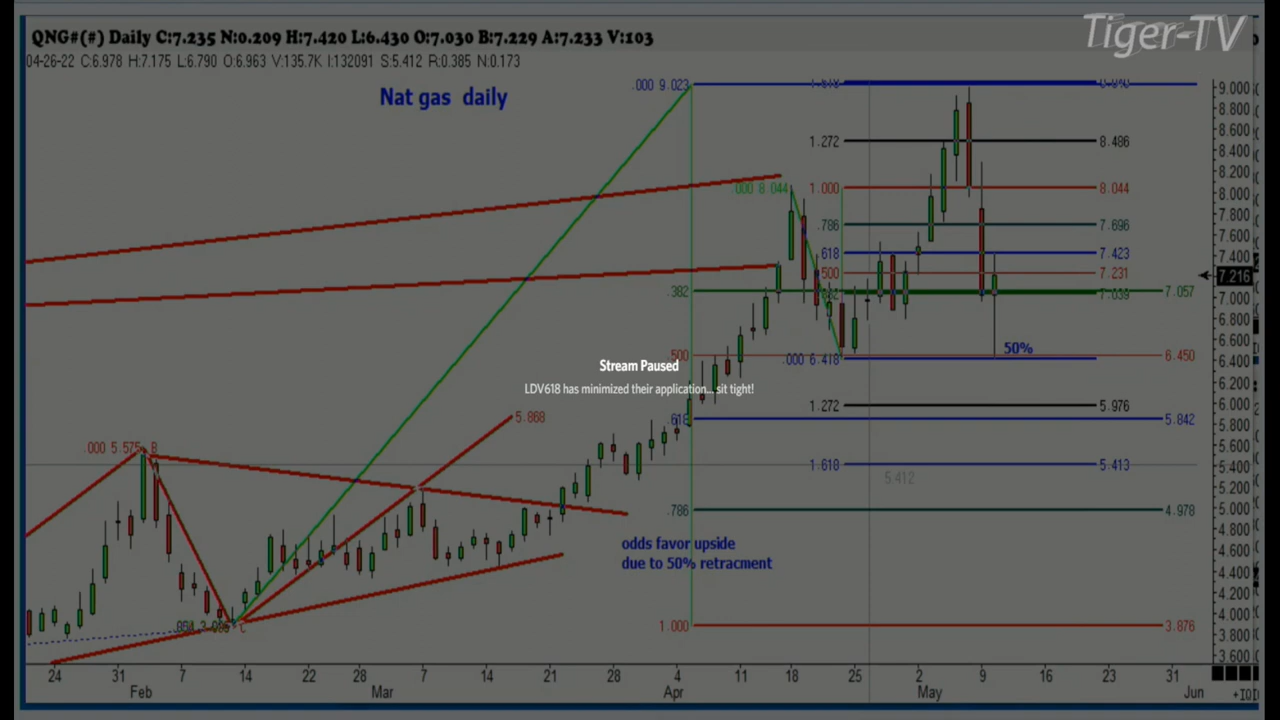 Tiger-TV
QNG#(#) Daily C:7.235 N:0.209 H:7.420 L:6.430 O:7.030 B:7.229 A:7.233 V:103
04-26-22 C:6.978 H:7.175 L:6.790 O:6.963 V:135.7K I:132091 S:5.412 R:0.385 N:0.173
Nat gas daily
.000 9.023
1.618
1.272 8.486
.000 8.044 1.000 8.044
.786 7.696
.618 7.423
.500 7.231
.382 7.039 7.057
.500 .000 6.418 50% 6.450
Stream Paused
LDV618 has minimized their application... sit tight!
1.272 5.976
5.868
.618 5.842
.000 5.575 B
1.618 5.413
5.412
.786 4.978
odds favor upside
due to 50% retracment
C
1.000 3.876
9.000
8.800
8.600
8.400
8.200
8.000
7.800
7.600
7.400
7.216
7.000
6.800
6.600
6.400
6.200
6.000
5.800
5.600
5.400
5.200
5.000
4.800
4.600
4.400
4.200
4.000
3.800
3.600
24 31 7 14 22 28 7 14 21 28 4 11 18 25 2 9 16 23 31
Feb Mar Apr May Jun